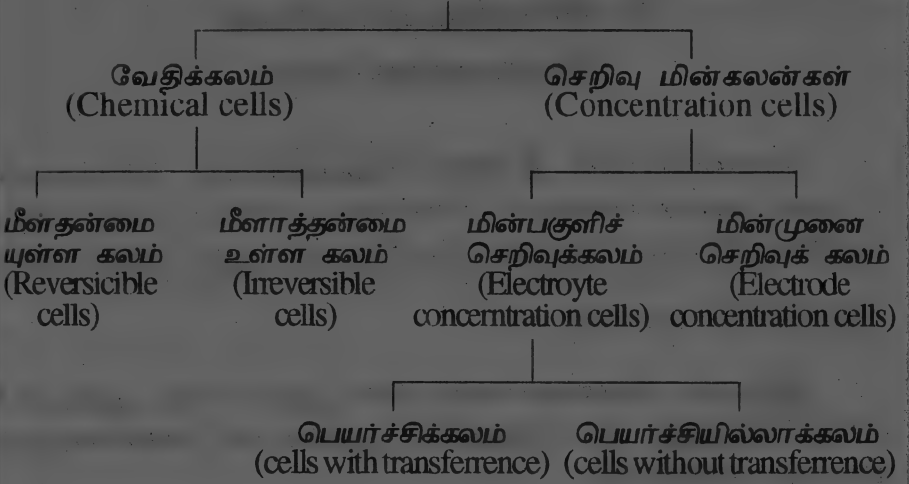 வேதிக்கலம்
(Chemical cells)
செறிவு மின்கலன்கள்
(Concentration cells)
மீள்தன்மை
யுள்ள கலம்
(Reversicible
cells)
மீளாத்தன்மை
உள்ள கலம்
(Irreversible
cells)
மின்பகுளிச்
செறிவுக்கலம்
(Electroyte
concerntration cells)
மின்முனை
செறிவுக் கலம்
(Electrode
concentration cells)
பெயர்ச்சிக்கலம்
(cells with transferrence)
பெயர்ச்சியில்லாக்கலம்
(cells without transferrence)